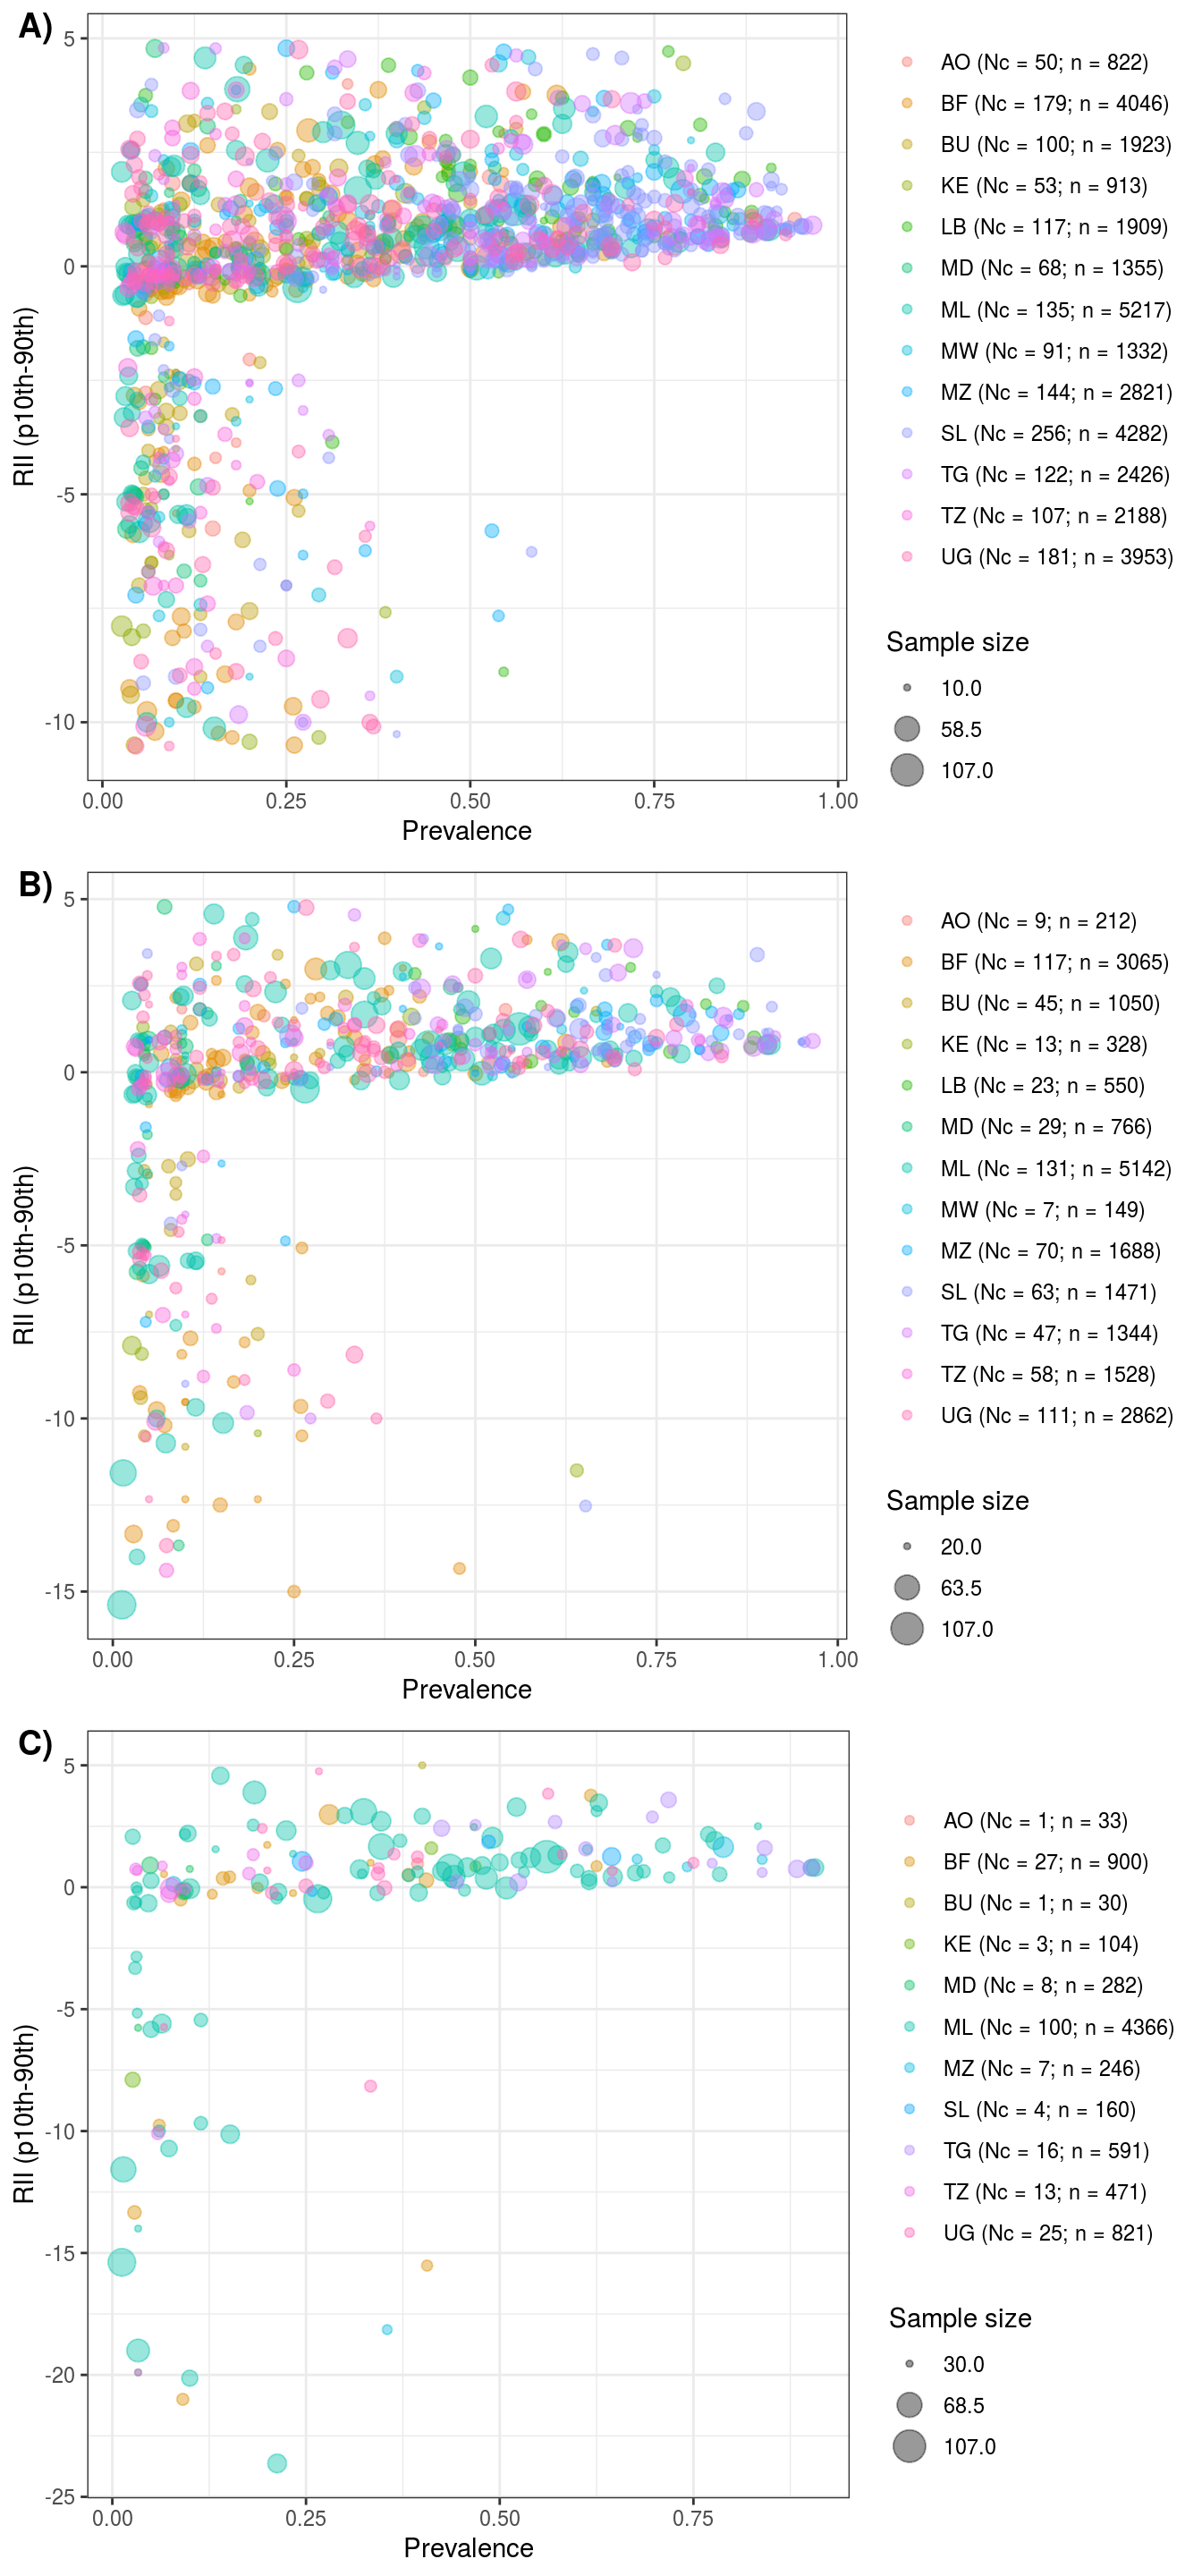 A)
5
0
-5
-10
RII (p10th-90th)
0.00 0.25 0.50 0.75 1.00
Prevalence
AO (Nc = 50; n = 822)
BF (Nc = 179; n = 4046)
BU (Nc = 100; n = 1923)
KE (Nc = 53; n = 913)
LB (Nc = 117; n = 1909)
MD (Nc = 68; n = 1355)
ML (Nc = 135; n = 5217)
MW (Nc = 91; n = 1332)
MZ (Nc = 144; n = 2821)
SL (Nc = 256; n = 4282)
TG (Nc = 122; n = 2426)
TZ (Nc = 107; n = 2188)
UG (Nc = 181; n = 3953)
Sample size
10.0
58.5
107.0
B)
5
0
-5
-10
-15
RII (p10th-90th)
0.00 0.25 0.50 0.75 1.00
Prevalence
AO (Nc = 9; n = 212)
BF (Nc = 117; n = 3065)
BU (Nc = 45; n = 1050)
KE (Nc = 13; n = 328)
LB (Nc = 23; n = 550)
MD (Nc = 29; n = 766)
ML (Nc = 131; n = 5142)
MW (Nc = 7; n = 149)
MZ (Nc = 70; n = 1688)
SL (Nc = 63; n = 1471)
TG (Nc = 47; n = 1344)
TZ (Nc = 58; n = 1528)
UG (Nc = 111; n = 2862)
Sample size
20.0
63.5
107.0
C)
5
0
-5
-10
-15
-20
-25
RII (p10th-90th)
0.00 0.25 0.50 0.75
Prevalence
AO (Nc = 1; n = 33)
BF (Nc = 27; n = 900)
BU (Nc = 1; n = 30)
KE (Nc = 3; n = 104)
MD (Nc = 8; n = 282)
ML (Nc = 100; n = 4366)
MZ (Nc = 7; n = 246)
SL (Nc = 4; n = 160)
TG (Nc = 16; n = 591)
TZ (Nc = 13; n = 471)
UG (Nc = 25; n = 821)
Sample size
30.0
68.5
107.0